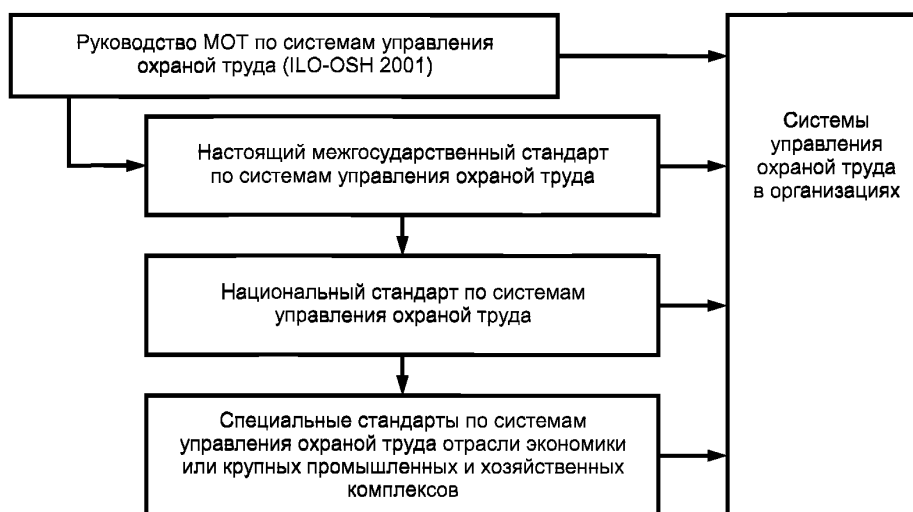 Руководство МОТ по системам управления
охраной труда (ILO-OSH 2001)
Настоящий межгосударственный стандарт
по системам управления охраной труда
Национальный стандарт по системам
управления охраной труда
Специальные стандарты по системам
управления охраной труда отрасли экономики
или крупных промышленных и хозяйственных
комплексов
Системы
управления
охраной труда
в организациях